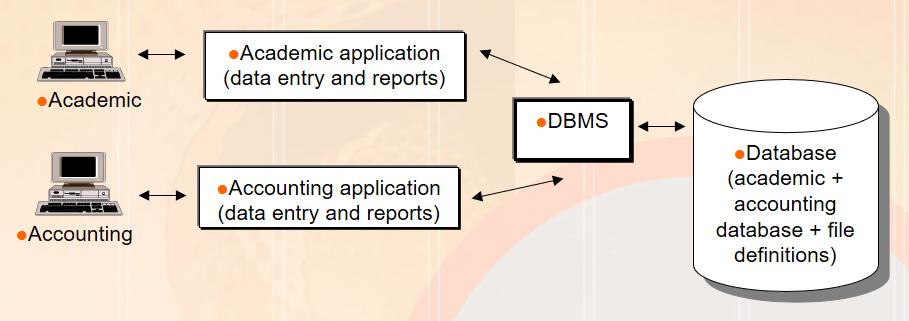 ●Academic
●Academic application
(data entry and reports)
●DBMS
●Database
(academic +
accounting
database + file
definitions)
●Accounting
●Accounting application
(data entry and reports)